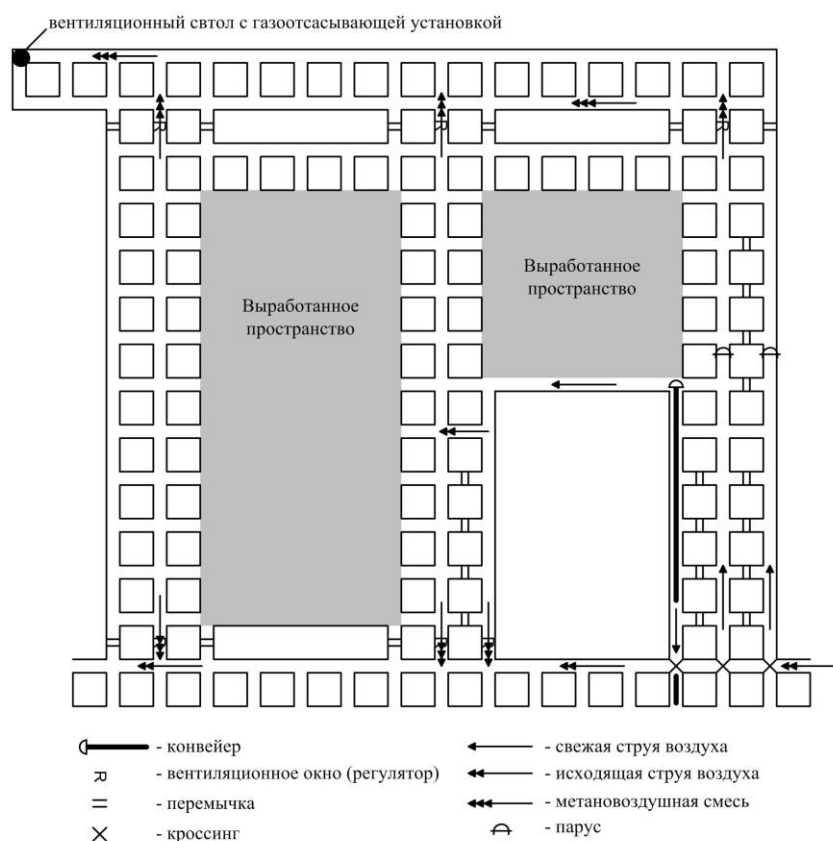 вентиляционный свтол с газоотсасывающей установкой
R
R
R
Выработанное
пространство
Выработанное
пространство
- конвейер
- свежая струя воздуха
R - вентиляционное окно (регулятор)
- исходящая струя воздуха
- перемычка
- метановоздушная смесь
- кроссинг
- парус